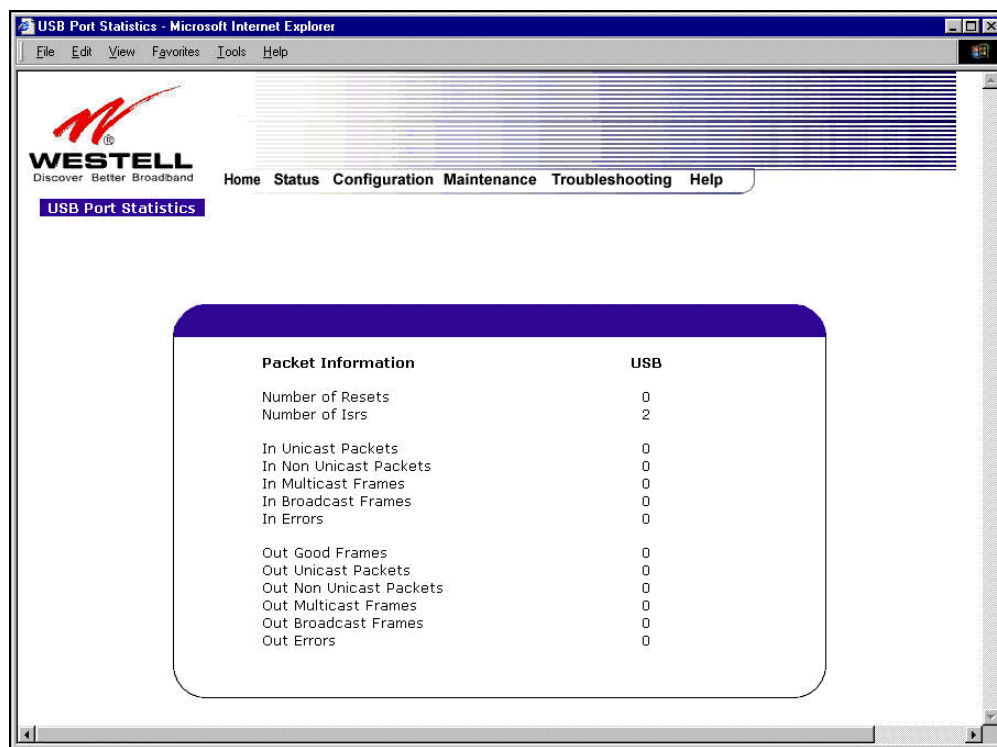 USB Port Statistics - Microsoft Internet Explorer
File Edit View Favorites Tools Help
®
WESTELL
Discover Better Broadband
Home Status Configuration Maintenance Troubleshooting Help
USB Port Statistics
Packet Information USB
Number of Resets 0
Number of Isrs 2
In Unicast Packets 0
In Non Unicast Packets 0
In Multicast Frames 0
In Broadcast Frames 0
In Errors 0
Out Good Frames 0
Out Unicast Packets 0
Out Non Unicast Packets 0
Out Multicast Frames 0
Out Broadcast Frames 0
Out Errors 0